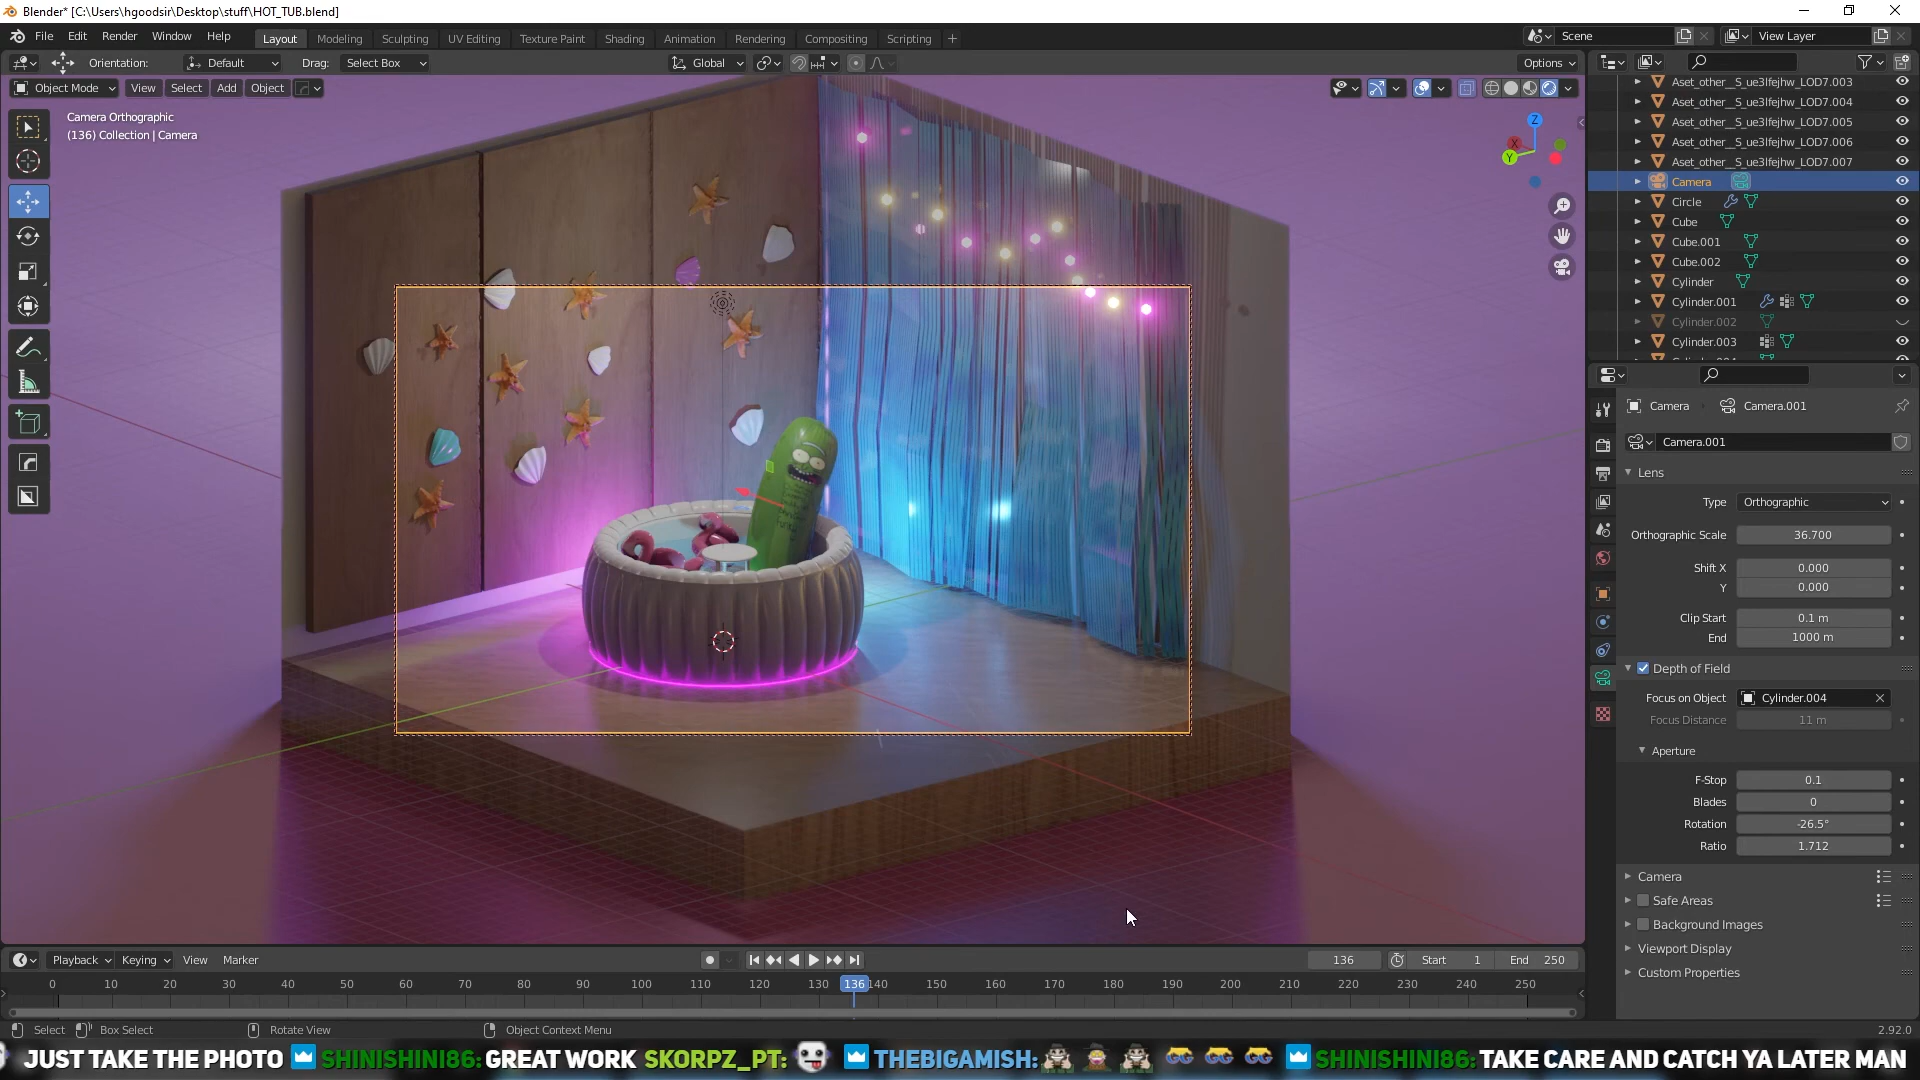 Blender* [C:\Users\hgoodsir\Desktop\stuff\HOT_TUB.blend]
File Edit Render Window Help Layout Modeling Sculpting UV Editing Texture Paint Shading Animation Rendering Compositing Scripting + Scene View Layer
Orientation: Default Drag: Select Box Global Options
Object Mode View Select Add Object
Camera Orthographic
(136) Collection | Camera
Z
X
Y
Aset_other__S_ue3lfejhw_LOD7.003
Aset_other__S_ue3lfejhw_LOD7.004
Aset_other__S_ue3lfejhw_LOD7.005
Aset_other__S_ue3lfejhw_LOD7.006
Aset_other__S_ue3lfejhw_LOD7.007
Camera
Circle
Cube
Cube.001
Cube.002
Cylinder
Cylinder.001
Cylinder.002
Cylinder.003
Camera Camera.001
Camera.001
Lens
Type Orthographic
Orthographic Scale 36.700
Shift X 0.000
Y 0.000
Clip Start 0.1 m
End 1000 m
Depth of Field
Focus on Object Cylinder.004
Focus Distance 11 m
Aperture
F-Stop 0.1
Blades 0
Rotation -26.5°
Ratio 1.712
Camera
Safe Areas
Background Images
Viewport Display
Custom Properties
Playback Keying View Marker 136 Start 1 End 250
0 10 20 30 40 50 60 70 80 90 100 110 120 130 136 140 150 160 170 180 190 200 210 220 230 240 250
Select Box Select Rotate View Object Context Menu 2.92.0
JUST TAKE THE PHOTO SHINISHINI86: GREAT WORK SKORPZ_PT: THEBIGAMISH: SHINISHINI86: TAKE CARE AND CATCH YA LATER MAN